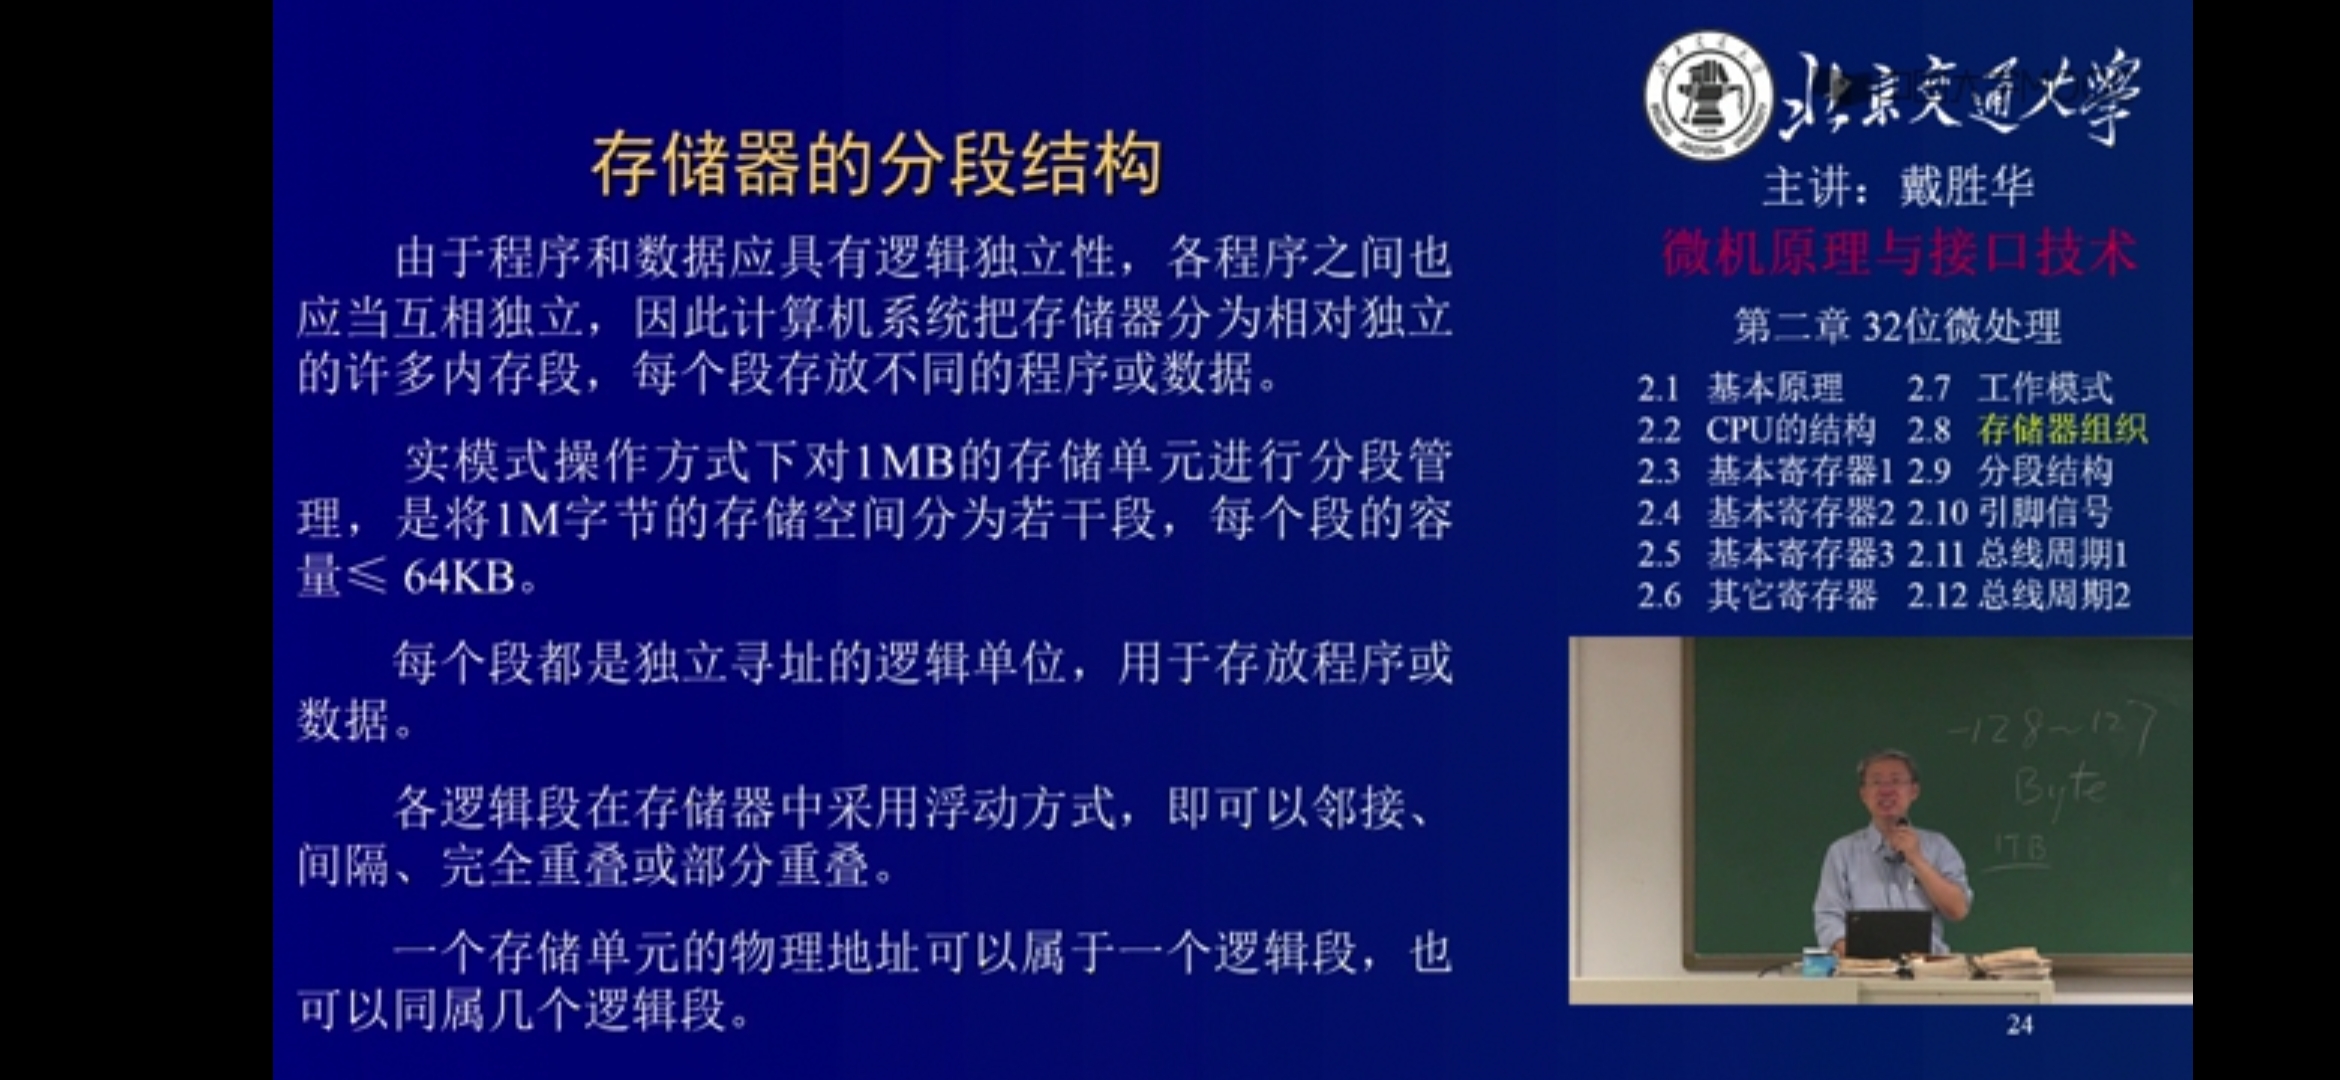 存储器的分段结构
由于程序和数据应具有逻辑独立性，各程序之间也
应当互相独立，因此计算机系统把存储器分为相对独立
的许多内存段，每个段存放不同的程序或数据。
实模式操作方式下对1MB的存储单元进行分段管
理，是将1M字节的存储空间分为若干段，每个段的容
量≤ 64KB。
每个段都是独立寻址的逻辑单位，用于存放程序或
数据。
各逻辑段在存储器中采用浮动方式，即可以邻接、
间隔、完全重叠或部分重叠。
一个存储单元的物理地址可以属于一个逻辑段，也
可以同属几个逻辑段。
北京交通大學
主讲：戴胜华
微机原理与接口技术
第二章 32位微处理
2.1 基本原理 2.7 工作模式
2.2 CPU的结构 2.8 存储器组织
2.3 基本寄存器1 2.9 分段结构
2.4 基本寄存器2 2.10 引脚信号
2.5 基本寄存器3 2.11 总线周期1
2.6 其它寄存器 2.12 总线周期2
-128~127
Byte
1TB
24